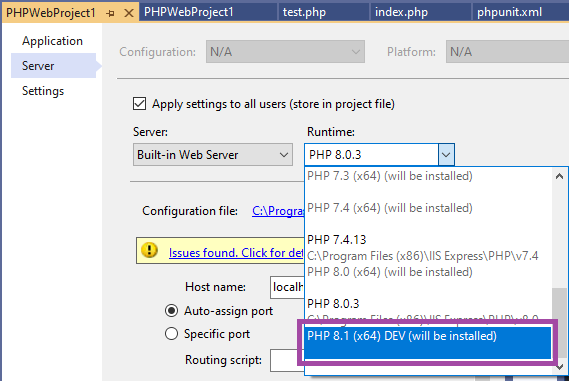 PHPWebProject1
PHPWebProject1
test.php
index.php
phpunit.xml
Application
Server
Settings
Configuration: N/A Platform: N/A
Apply settings to all users (store in project file)
Server: Runtime:
Built-in Web Server PHP 8.0.3
PHP 7.3 (x64) (will be installed)
PHP 7.4 (x64) (will be installed)
PHP 7.4.13
C:\Program Files (x86)\IIS Express\PHP\v7.4
PHP 8.0 (x64) (will be installed)
PHP 8.0.3
C:\Program Files (x86)\IIS Express\PHP\v8.0
PHP 8.1 (x64) DEV (will be installed)
Configuration file: C:\Program
Issues found. Click for det
Host name: localh
Auto-assign port
Specific port
Routing script: